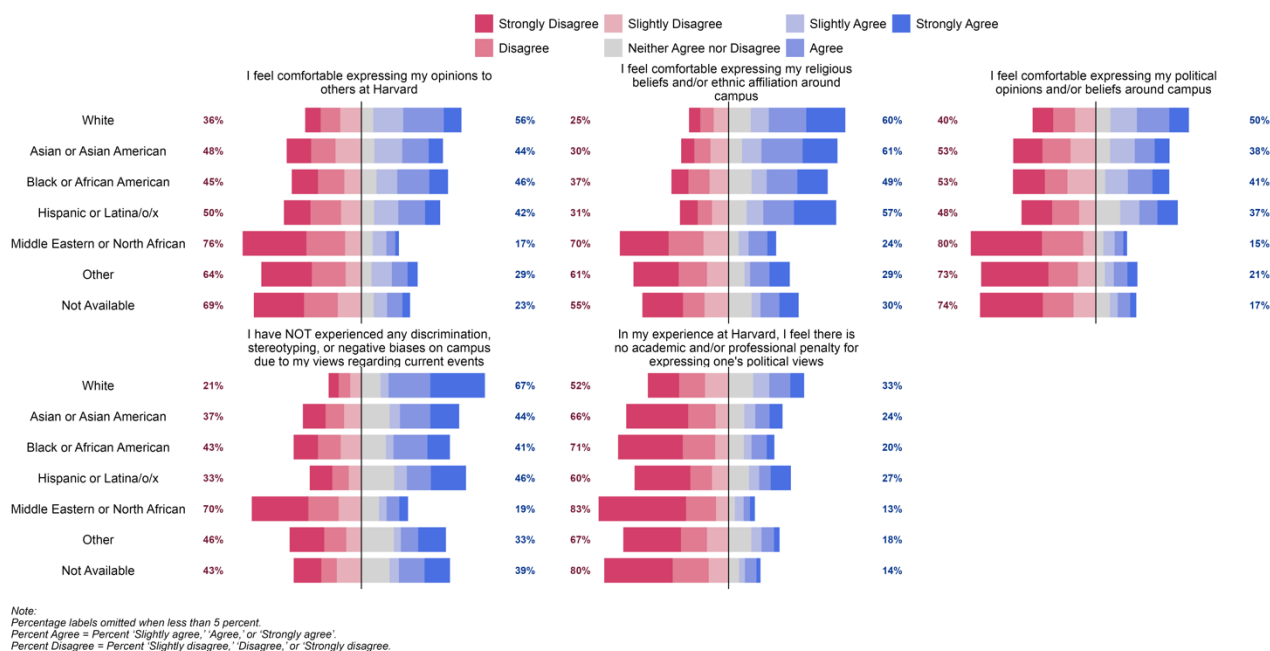 Strongly Disagree Slightly Disagree Slightly Agree Strongly Agree
Disagree Neither Agree nor Disagree Agree
I feel comfortable expressing my opinions to
others at Harvard
I feel comfortable expressing my religious
beliefs and/or ethnic affiliation around
campus
I feel comfortable expressing my political
opinions and/or beliefs around campus
White 36% 56% 25% 60% 40% 50%
Asian or Asian American 48% 44% 30% 61% 53% 38%
Black or African American 45% 46% 37% 49% 53% 41%
Hispanic or Latina/o/x 50% 42% 31% 57% 48% 37%
Middle Eastern or North African 76% 17% 70% 24% 80% 15%
Other 64% 29% 61% 29% 73% 21%
Not Available 69% 23% 55% 30% 74% 17%
I have NOT experienced any discrimination,
stereotyping, or negative biases on campus
due to my views regarding current events
In my experience at Harvard, I feel there is
no academic and/or professional penalty for
expressing one's political views
White 21% 67% 52% 33%
Asian or Asian American 37% 44% 66% 24%
Black or African American 43% 41% 71% 20%
Hispanic or Latina/o/x 33% 46% 60% 27%
Middle Eastern or North African 70% 19% 83% 13%
Other 46% 33% 67% 18%
Not Available 43% 39% 80% 14%
Note:
Percentage labels omitted when less than 5 percent.
Percent Agree = Percent 'Slightly agree,' 'Agree,' or 'Strongly agree'.
Percent Disagree = Percent 'Slightly disagree,' 'Disagree,' or 'Strongly disagree.